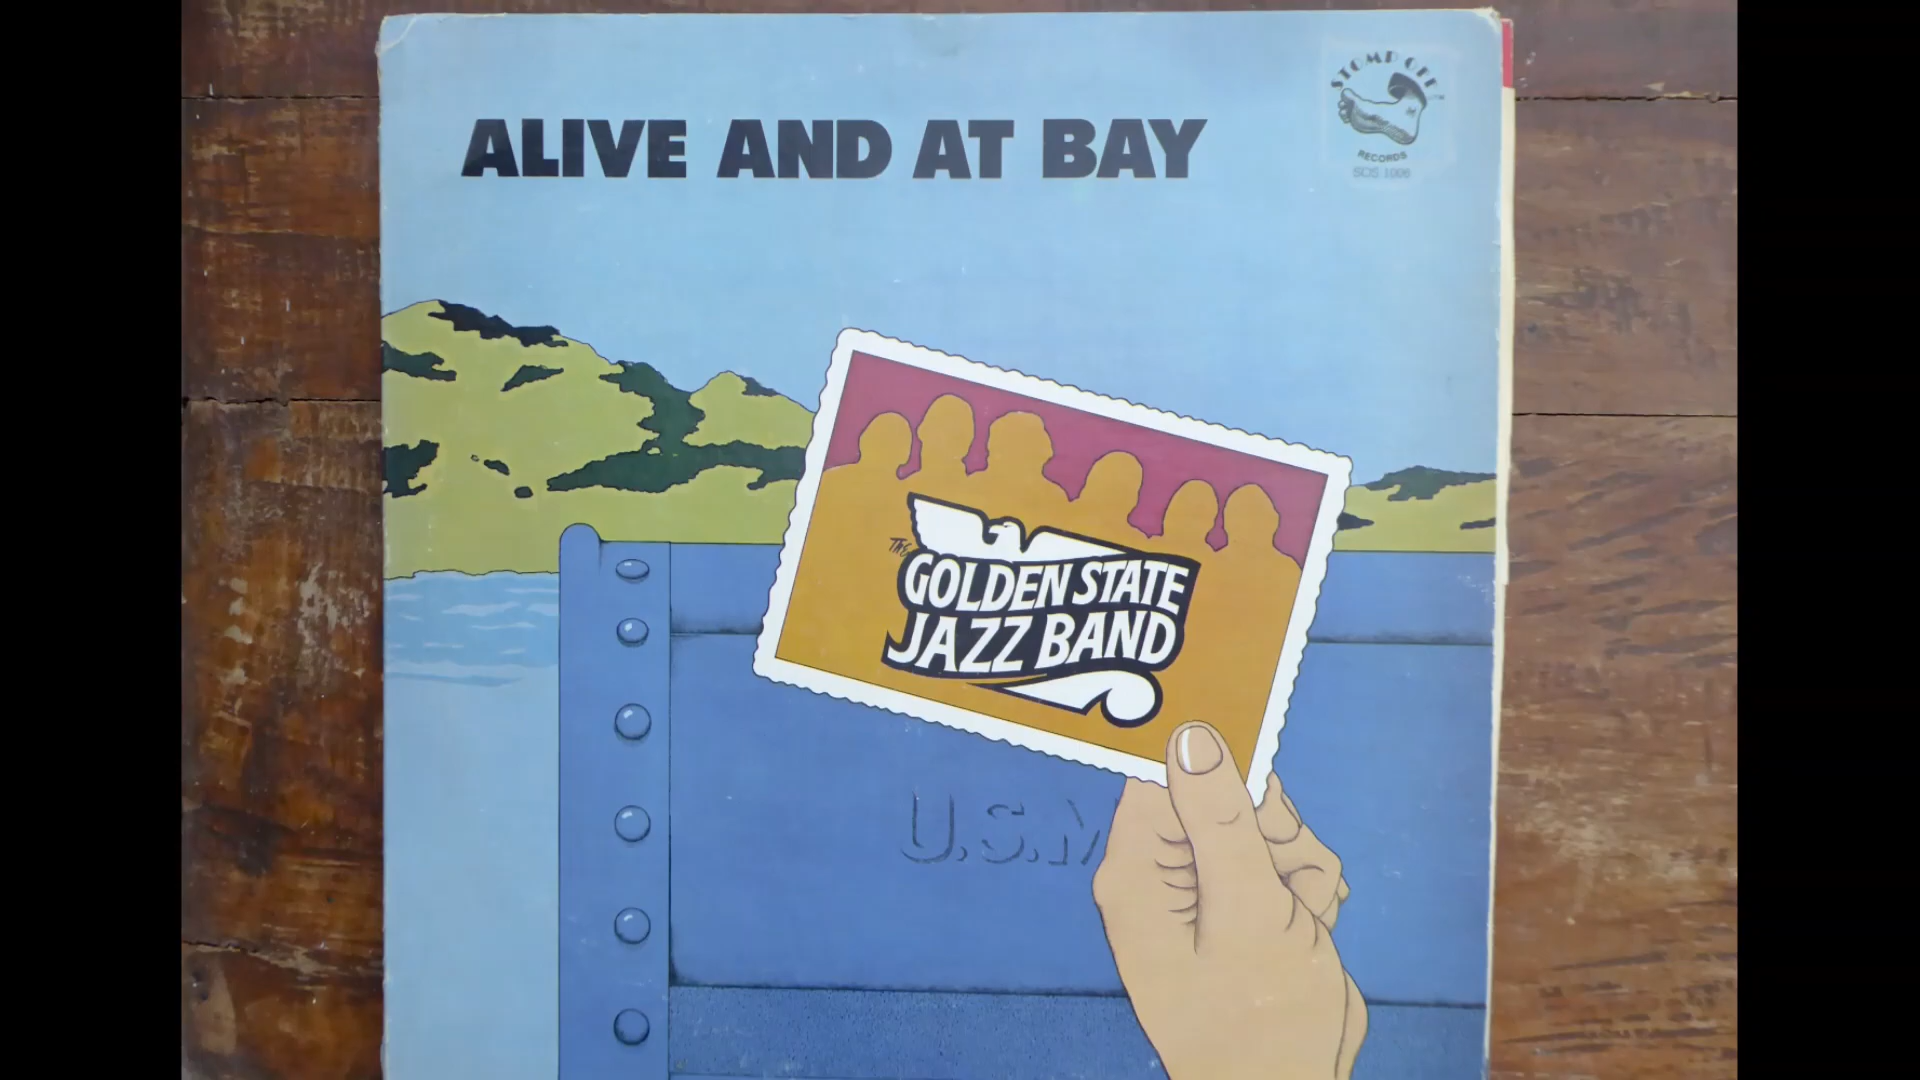 ALIVE AND AT BAY
STOMP OFF
RECORDS
SOS 1006
THE
GOLDEN STATE
JAZZ BAND
U.S.M